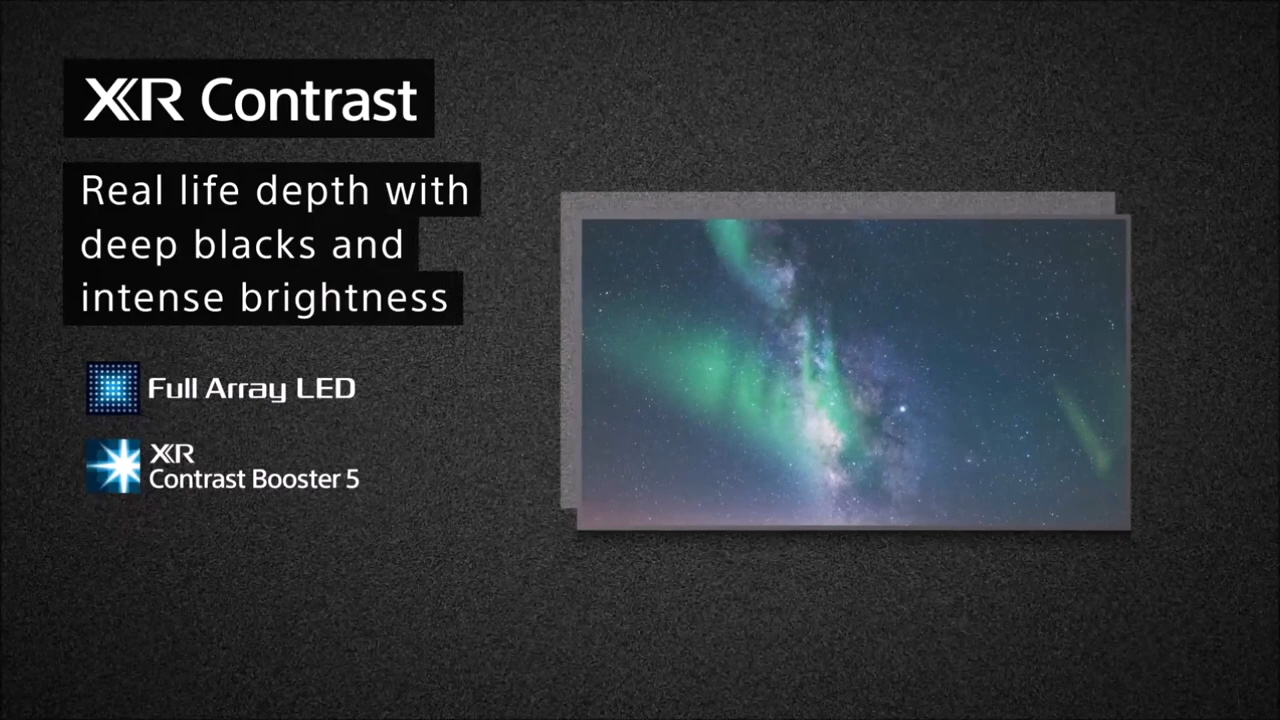 XR Contrast
Real life depth with
deep blacks and
intense brightness
Full Array LED
XR
Contrast Booster 5